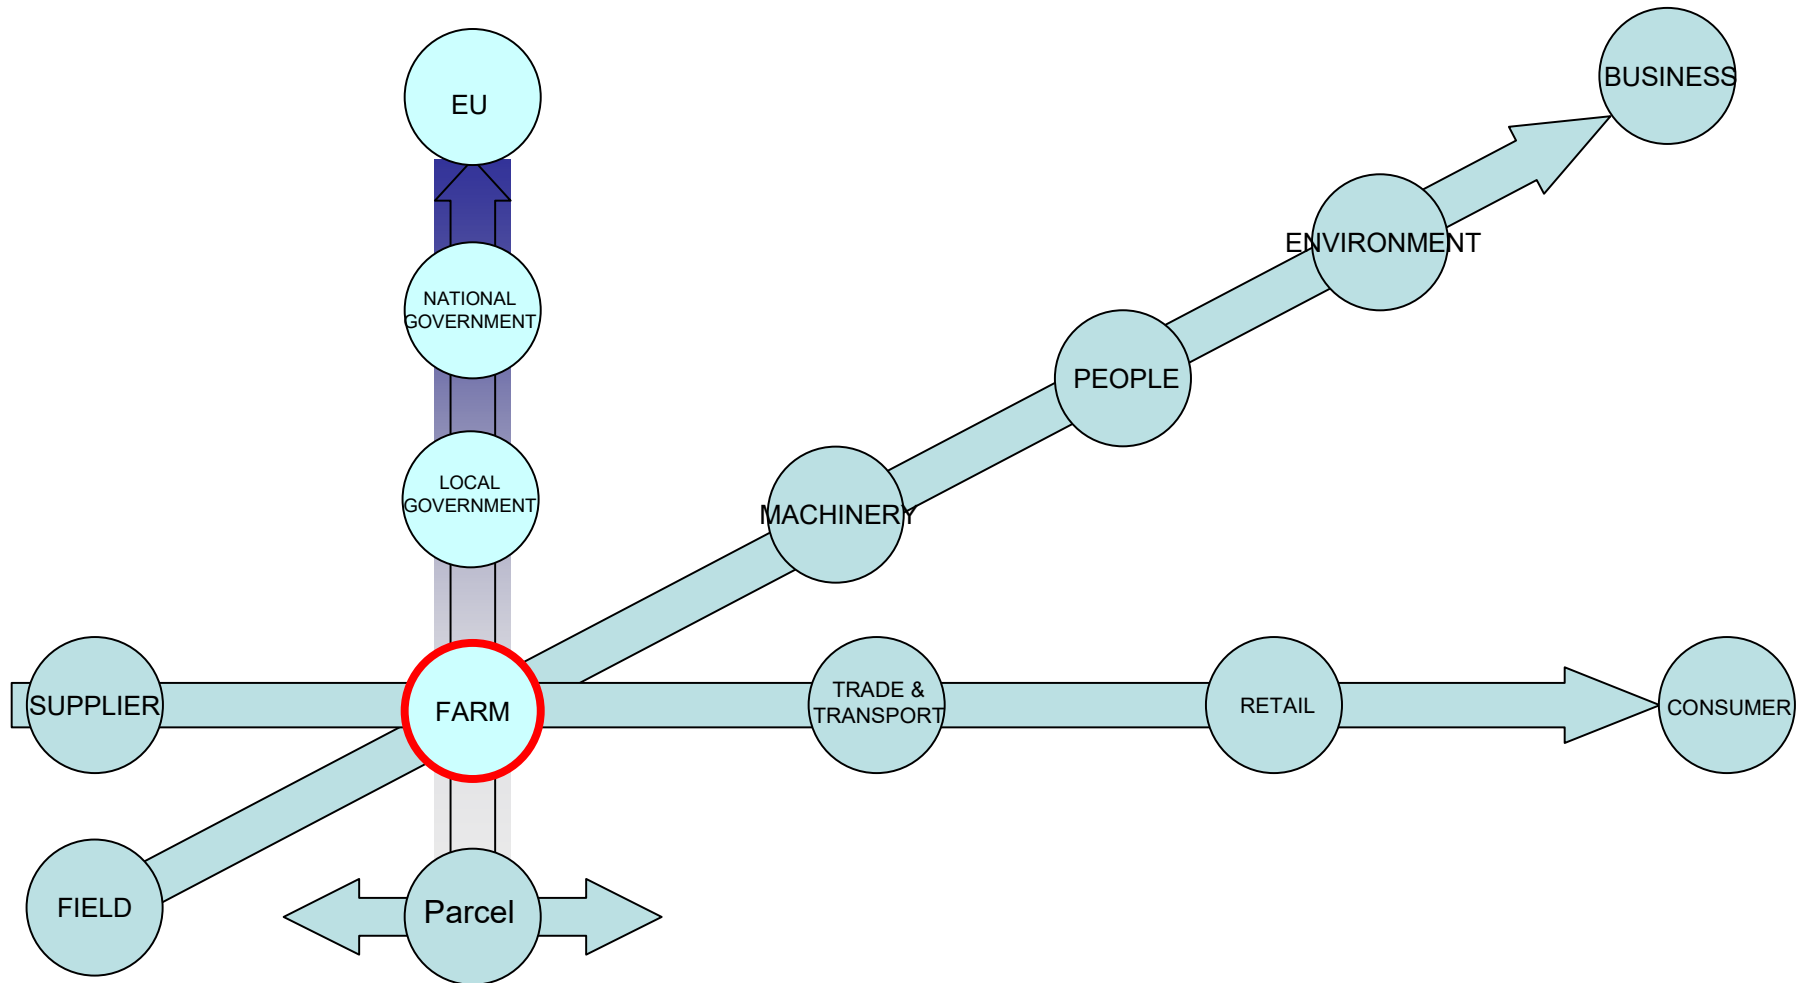 EU
BUSINESS
NATIONAL
GOVERNMENT
ENVIRONMENT
PEOPLE
LOCAL
GOVERNMENT
MACHINERY
SUPPLIER
FARM
TRADE &
TRANSPORT
RETAIL
CONSUMER
FIELD
Parcel